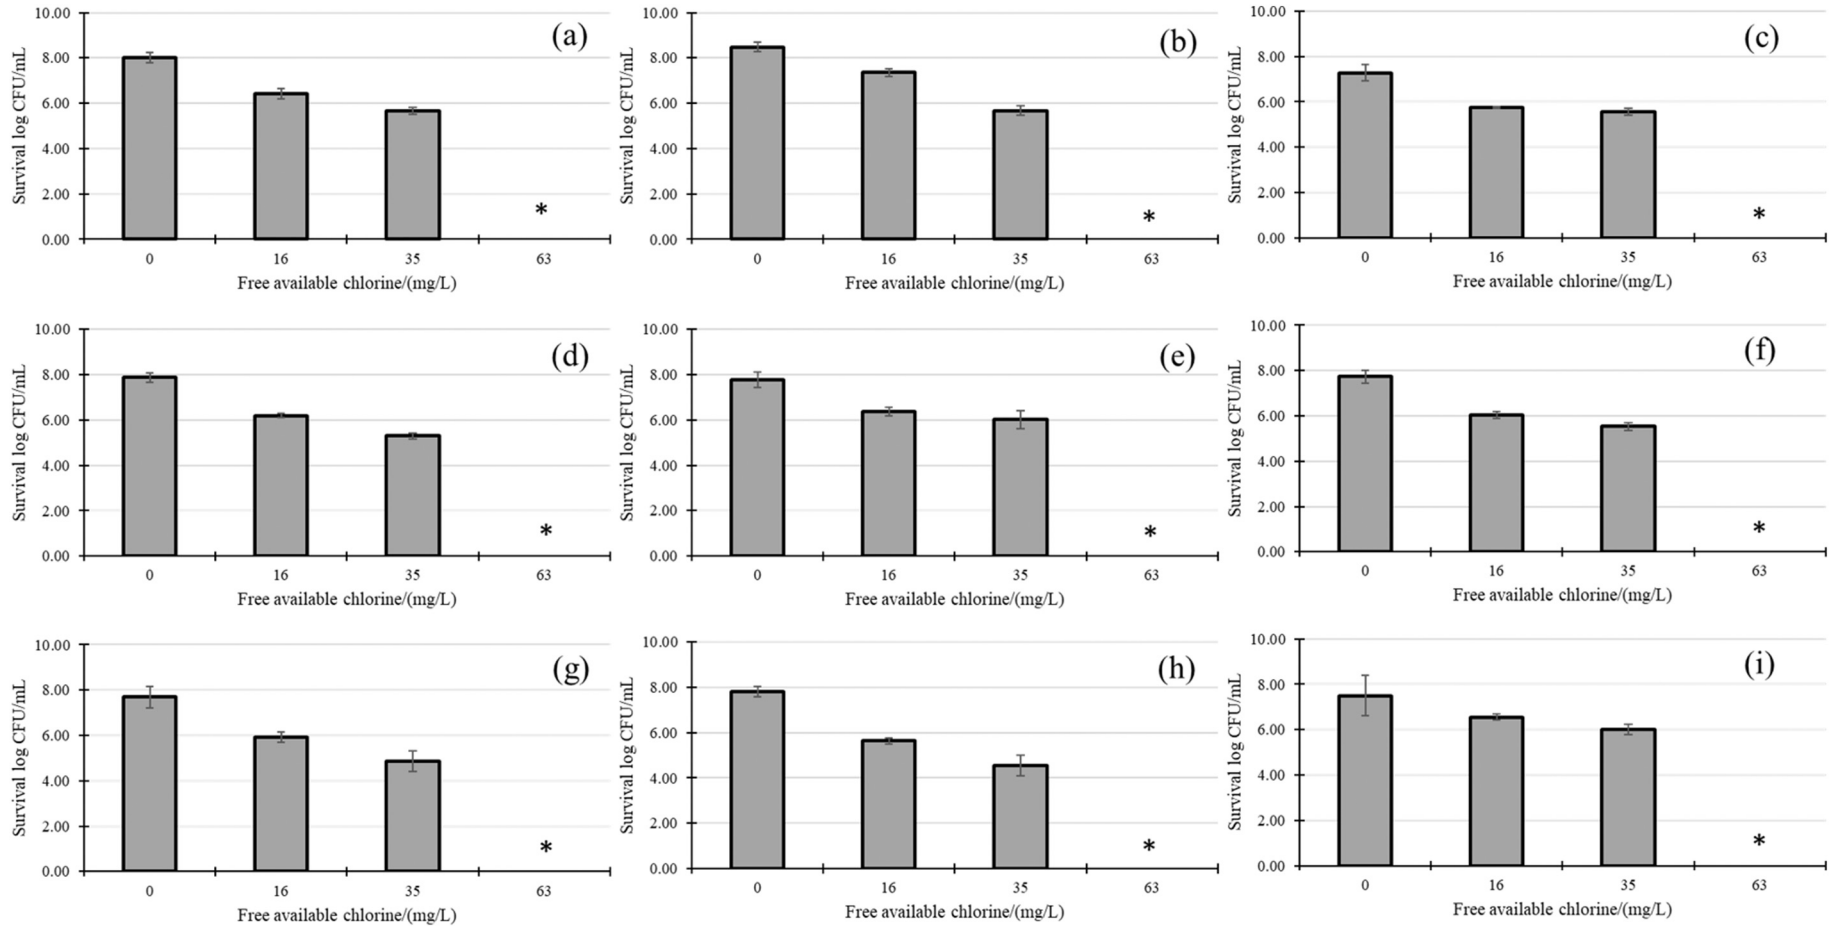 (a)
Survival log CFU/mL
10.00
8.00
6.00
4.00
2.00
0.00
*
0 16 35 63
Free available chlorine/(mg/L)
(b)
Survival log CFU/mL
10.00
8.00
6.00
4.00
2.00
0.00
*
0 16 35 63
Free available chlorine/(mg/L)
(c)
Survival log CFU/mL
10.00
8.00
6.00
4.00
2.00
0.00
*
0 16 35 63
Free available chlorine/(mg/L)
(d)
Survival log CFU/mL
10.00
8.00
6.00
4.00
2.00
0.00
*
0 16 35 63
Free available chlorine/(mg/L)
(e)
Survival log CFU/mL
10.00
8.00
6.00
4.00
2.00
0.00
*
0 16 35 63
Free available chlorine/(mg/L)
(f)
Survival log CFU/mL
10.00
8.00
6.00
4.00
2.00
0.00
*
0 16 35 63
Free available chlorine/(mg/L)
(g)
Survival log CFU/mL
10.00
8.00
6.00
4.00
2.00
0.00
*
0 16 35 63
Free available chlorine/(mg/L)
(h)
Survival log CFU/mL
10.00
8.00
6.00
4.00
2.00
0.00
*
0 16 35 63
Free available chlorine/(mg/L)
(i)
Survival log CFU/mL
10.00
8.00
6.00
4.00
2.00
0.00
*
0 16 35 63
Free available chlorine/(mg/L)